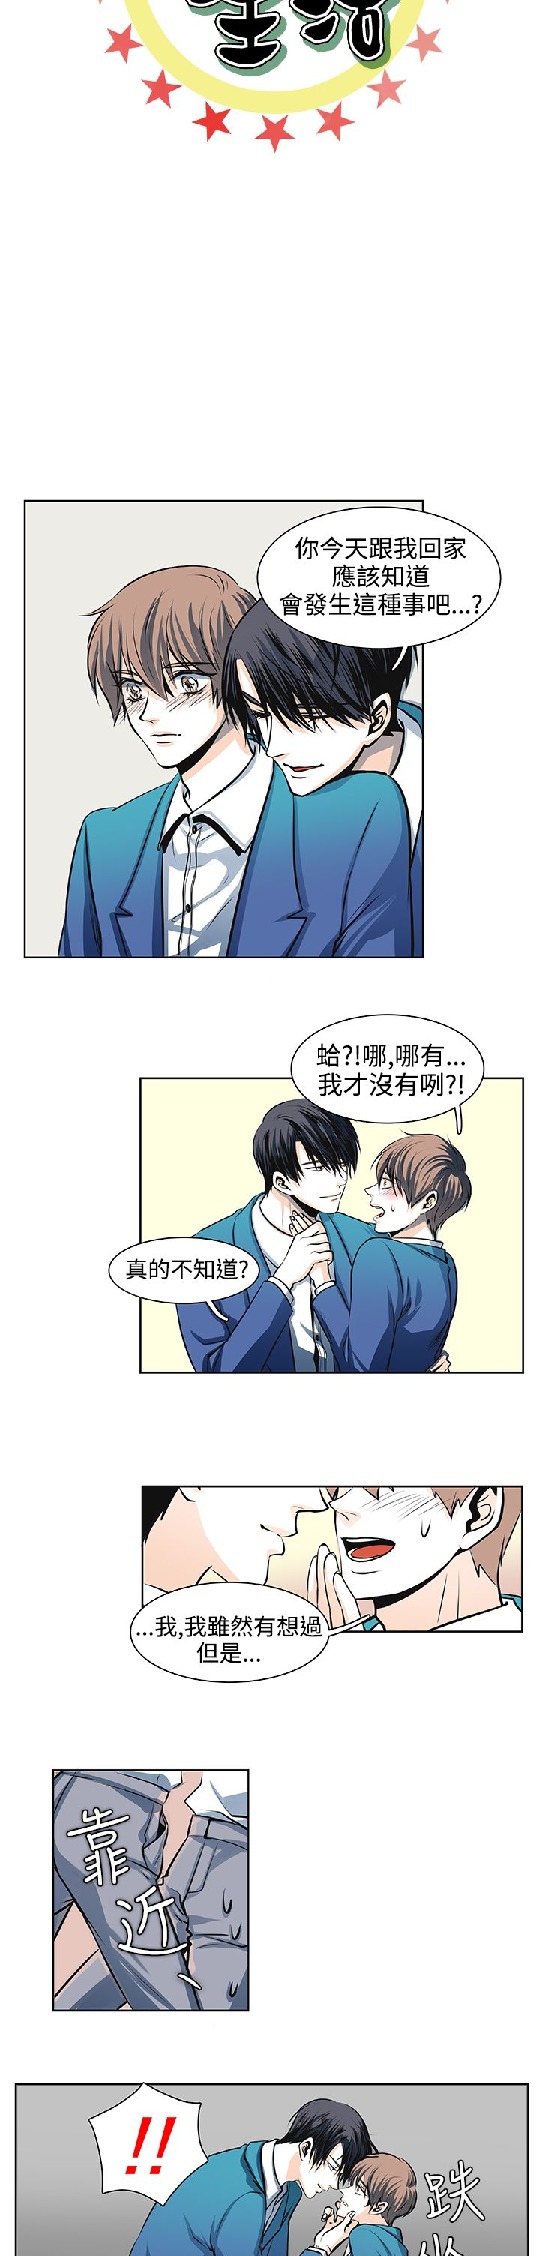 生活
你今天跟我回家
應該知道
會發生這種事吧...?
蛤?!哪,哪有...
我才沒有咧?!
真的不知道?
...我,我雖然有想過
但是...
靠近
!!
跌